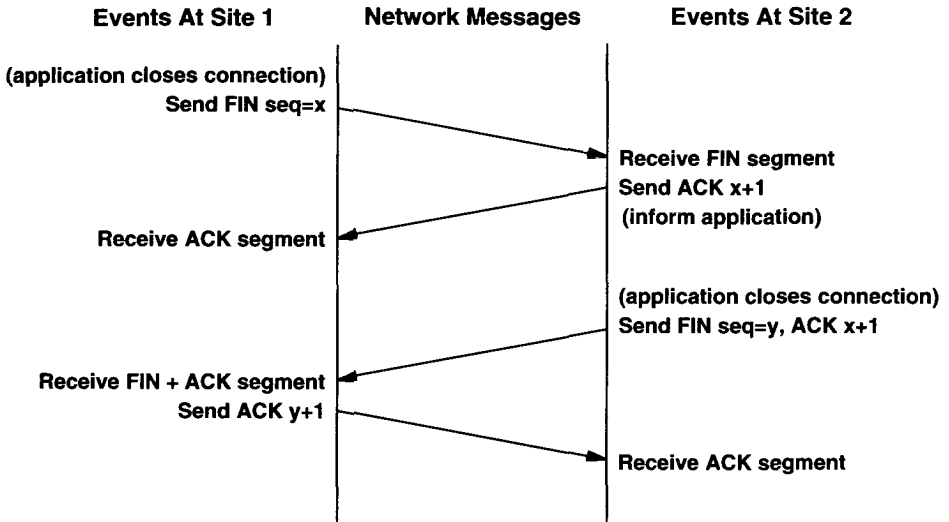 Events At Site 1
Network Messages
Events At Site 2
(application closes connection)
Send FIN seq=x
Receive FIN segment
Send ACK x+1
(inform application)
Receive ACK segment
(application closes connection)
Send FIN seq=y, ACK x+1
Receive FIN + ACK segment
Send ACK y+1
Receive ACK segment